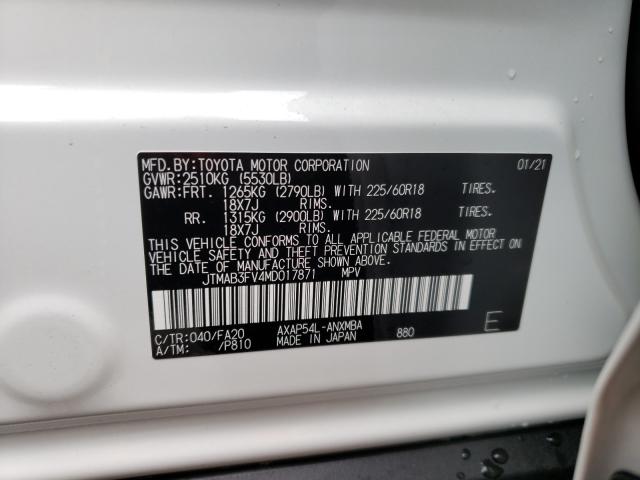 MFD. BY: TOYOTA MOTOR CORPORATION 01/21
GVWR: 2510KG (5530LB)
GAWR: FRT. 1265KG (2790LB) WITH 225/60R18 TIRES.
18X7J RIMS.
RR. 1315KG (2900LB) WITH 225/60R18 TIRES.
18X7J RIMS.
THIS VEHICLE CONFORMS TO ALL APPLICABLE FEDERAL MOTOR
VEHICLE SAFETY AND THEFT PREVENTION STANDARDS IN EFFECT ON
THE DATE OF MANUFACTURE SHOWN ABOVE.
JTMAB3FV4MD017871 MPV
C/TR: 040/FA20 AXAP54L-ANXMBA 880 E
A/TM: /P810 MADE IN JAPAN